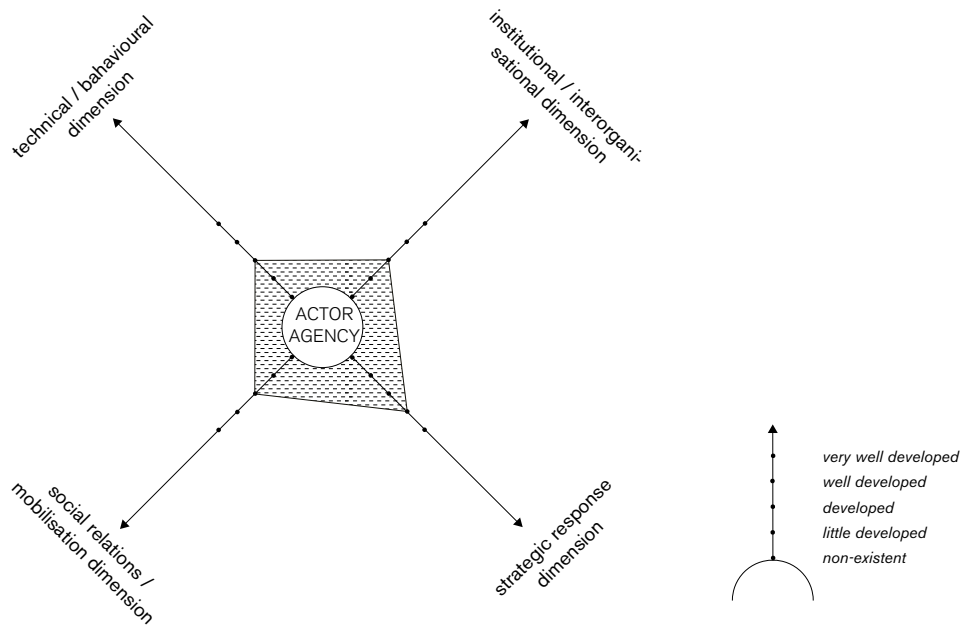 technical / bahavioural
dimension
institutional / interorgani-
sational dimension
ACTOR
AGENCY
social relations /
mobilisation dimension
strategic response
dimension
very well developed
well developed
developed
little developed
non-existent